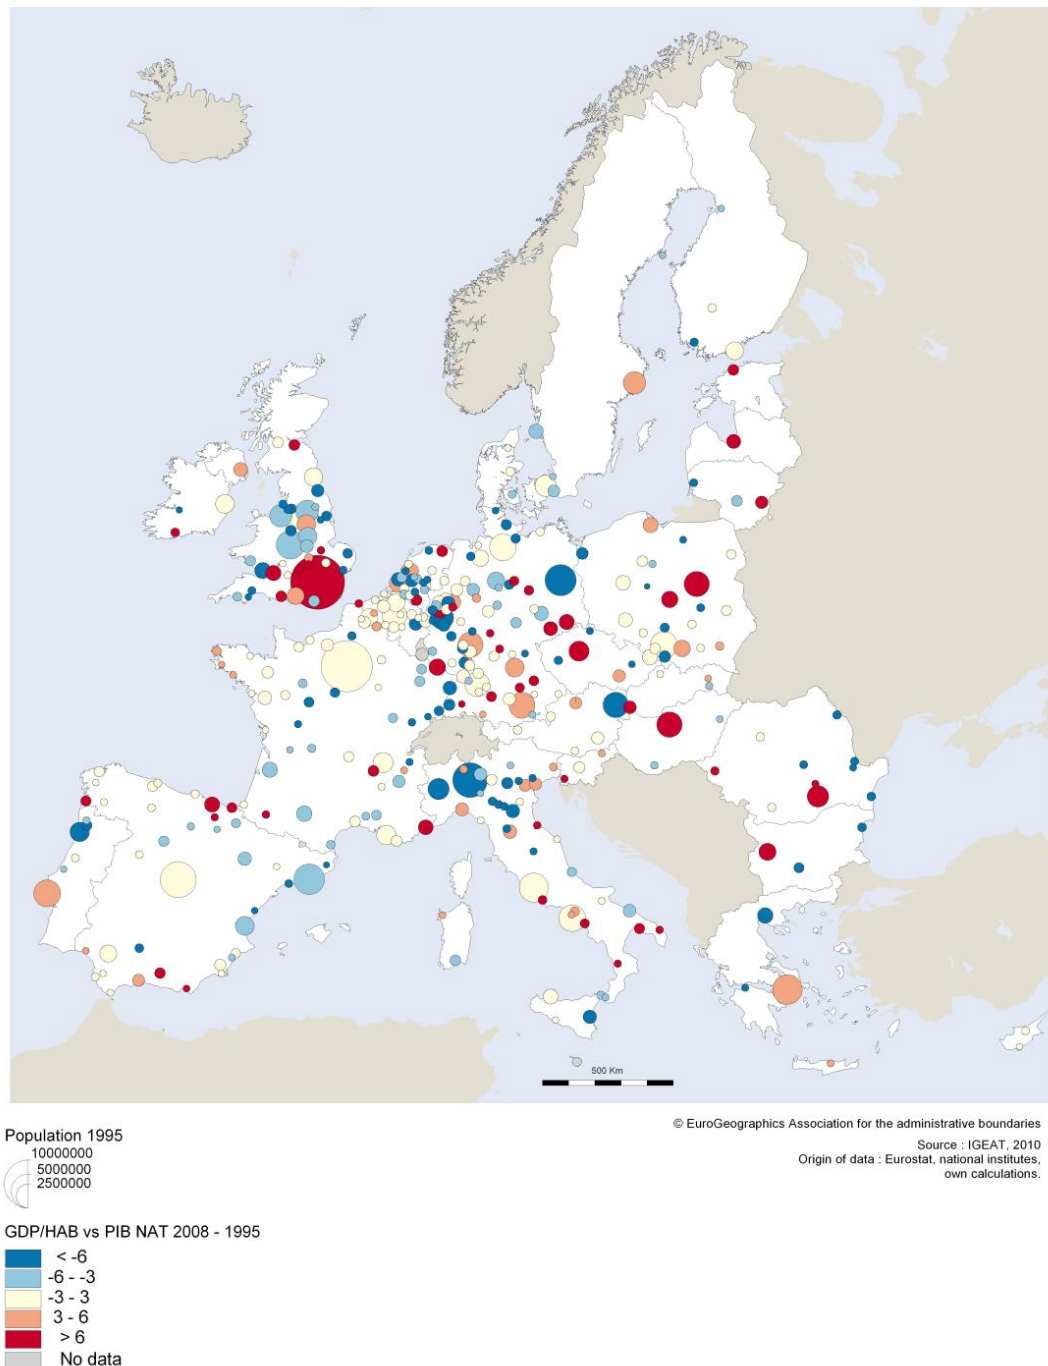 500 Km
© EuroGeographics Association for the administrative boundaries
Source : IGEAT, 2010
Origin of data : Eurostat, national institutes,
own calculations.
Population 1995
10000000
5000000
2500000
GDP/HAB vs PIB NAT 2008 - 1995
< -6
-6 - -3
-3 - 3
3 - 6
> 6
No data